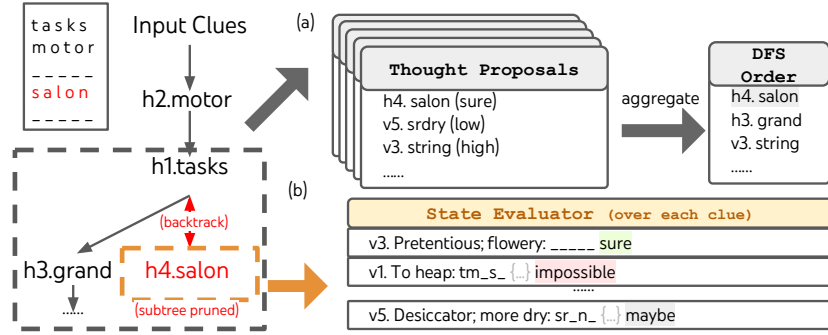 tasks
motor
_ _ _ _ _
salon
_ _ _ _ _
Input Clues
h2.motor
h1.tasks
(backtrack)
h3.grand
h4.salon
......
(subtree pruned)
(a)
Thought Proposals
h4. salon (sure)
v5. srdry (low)
v3. string (high)
......
aggregate
DFS
Order
h4. salon
h3. grand
v3. string
......
(b)
State Evaluator (over each clue)
v3. Pretentious; flowery: _____ sure
v1. To heap: tm_s_ {...} impossible
......
v5. Desiccator; more dry: sr_n_ {...} maybe